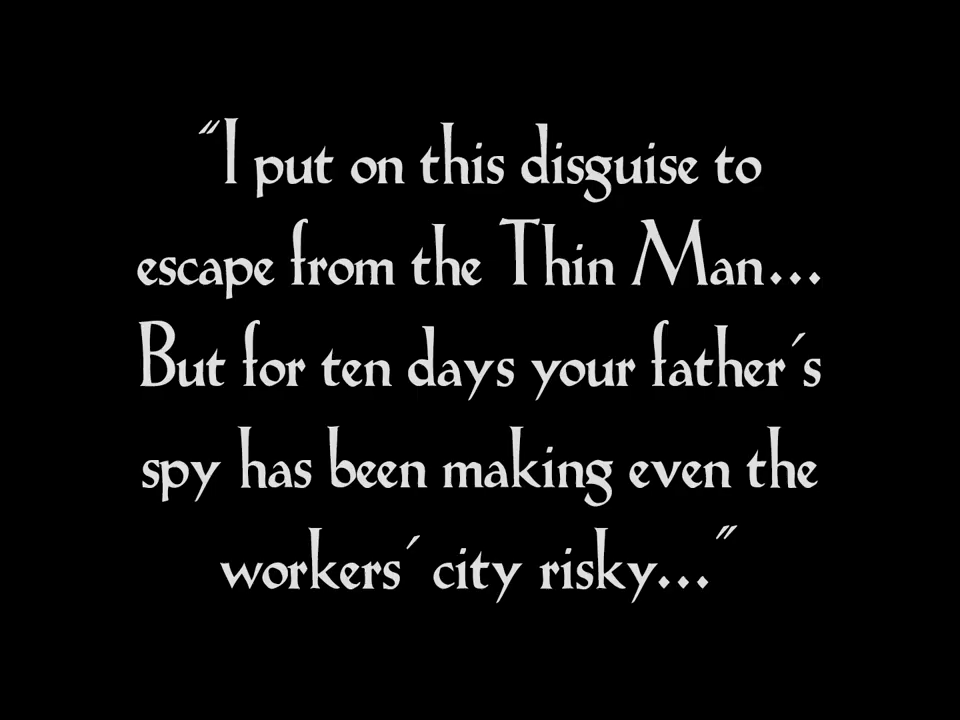 "I put on this disguise to
escape from the Thin Man...
But for ten days your father's
spy has been making even the
workers' city risky..."